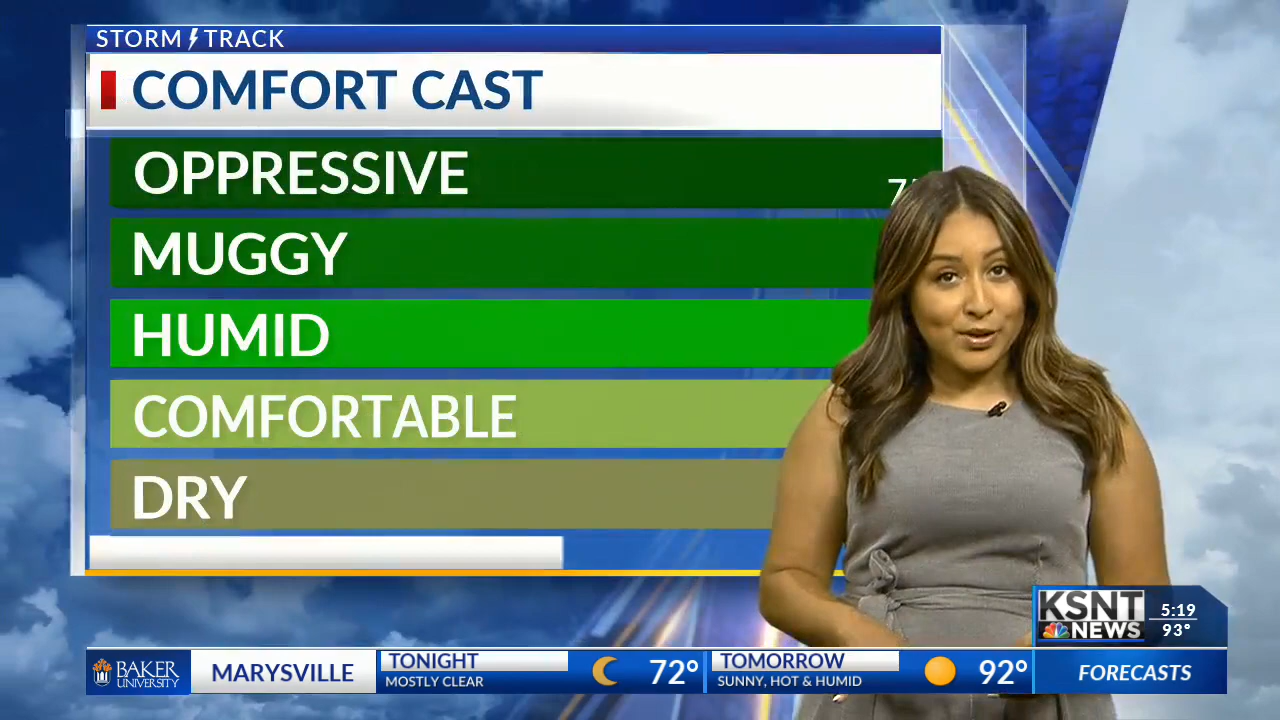 STORM TRACK
COMFORT CAST
OPPRESSIVE
MUGGY
HUMID
COMFORTABLE
DRY
KSNT
NEWS
5:19
93°
BAKER
UNIVERSITY
MARYSVILLE
TONIGHT
MOSTLY CLEAR
72°
TOMORROW
SUNNY, HOT & HUMID
92°
FORECASTS